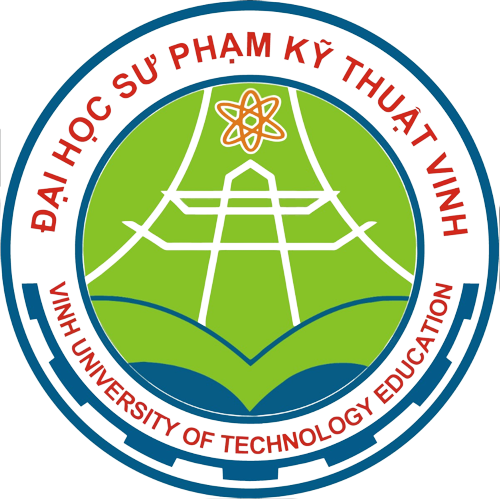 ĐẠI HỌC SƯ PHẠM KỸ THUẬT VINH
VINH UNIVERSITY OF TECHNOLOGY EDUCATION